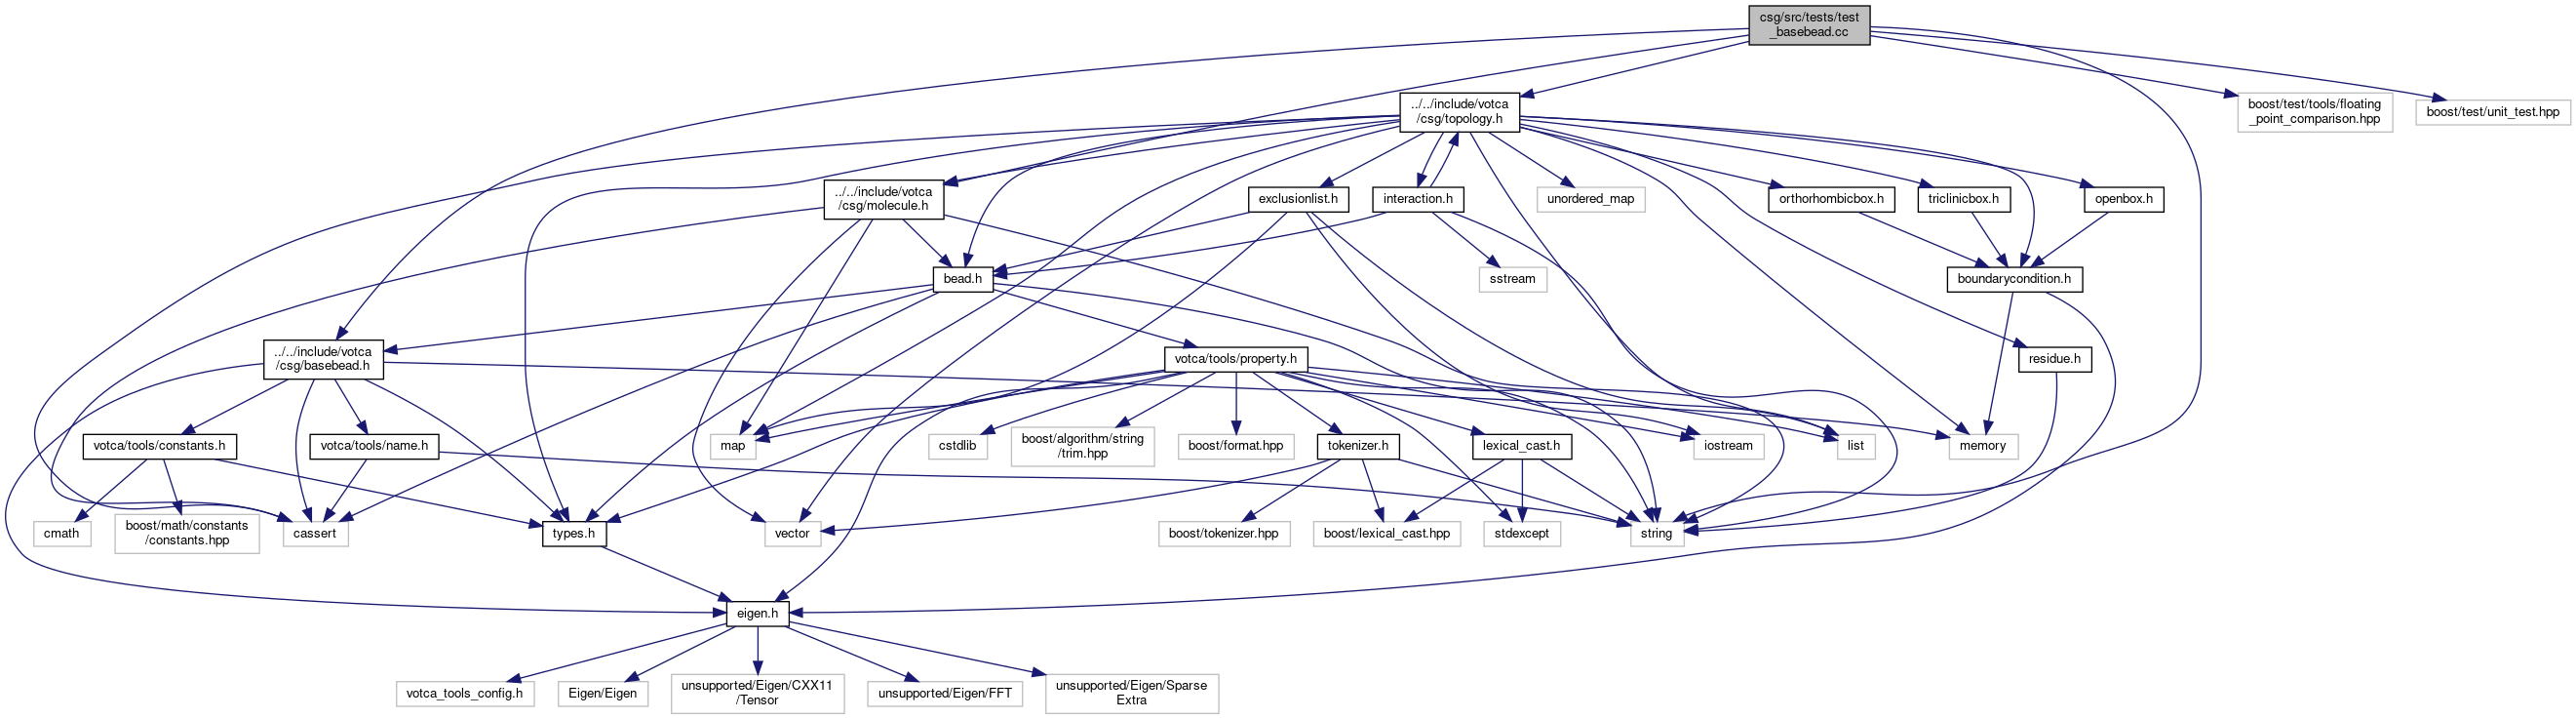 csg/src/tests/test
_basebead.cc
../../include/votca
/csg/topology.h
boost/test/tools/floating
_point_comparison.hpp
boost/test/unit_test.hpp
../../include/votca
/csg/molecule.h
exclusionlist.h
interaction.h
unordered_map
orthorhombicbox.h
triclinicbox.h
openbox.h
bead.h
sstream
boundarycondition.h
../../include/votca
/csg/basebead.h
votca/tools/property.h
residue.h
votca/tools/constants.h
votca/tools/name.h
map
cstdlib
boost/algorithm/string
/trim.hpp
boost/format.hpp
tokenizer.h
lexical_cast.h
iostream
list
memory
cmath
boost/math/constants
/constants.hpp
cassert
types.h
vector
boost/tokenizer.hpp
boost/lexical_cast.hpp
stdexcept
string
eigen.h
votca_tools_config.h
Eigen/Eigen
unsupported/Eigen/CXX11
/Tensor
unsupported/Eigen/FFT
unsupported/Eigen/Sparse
Extra